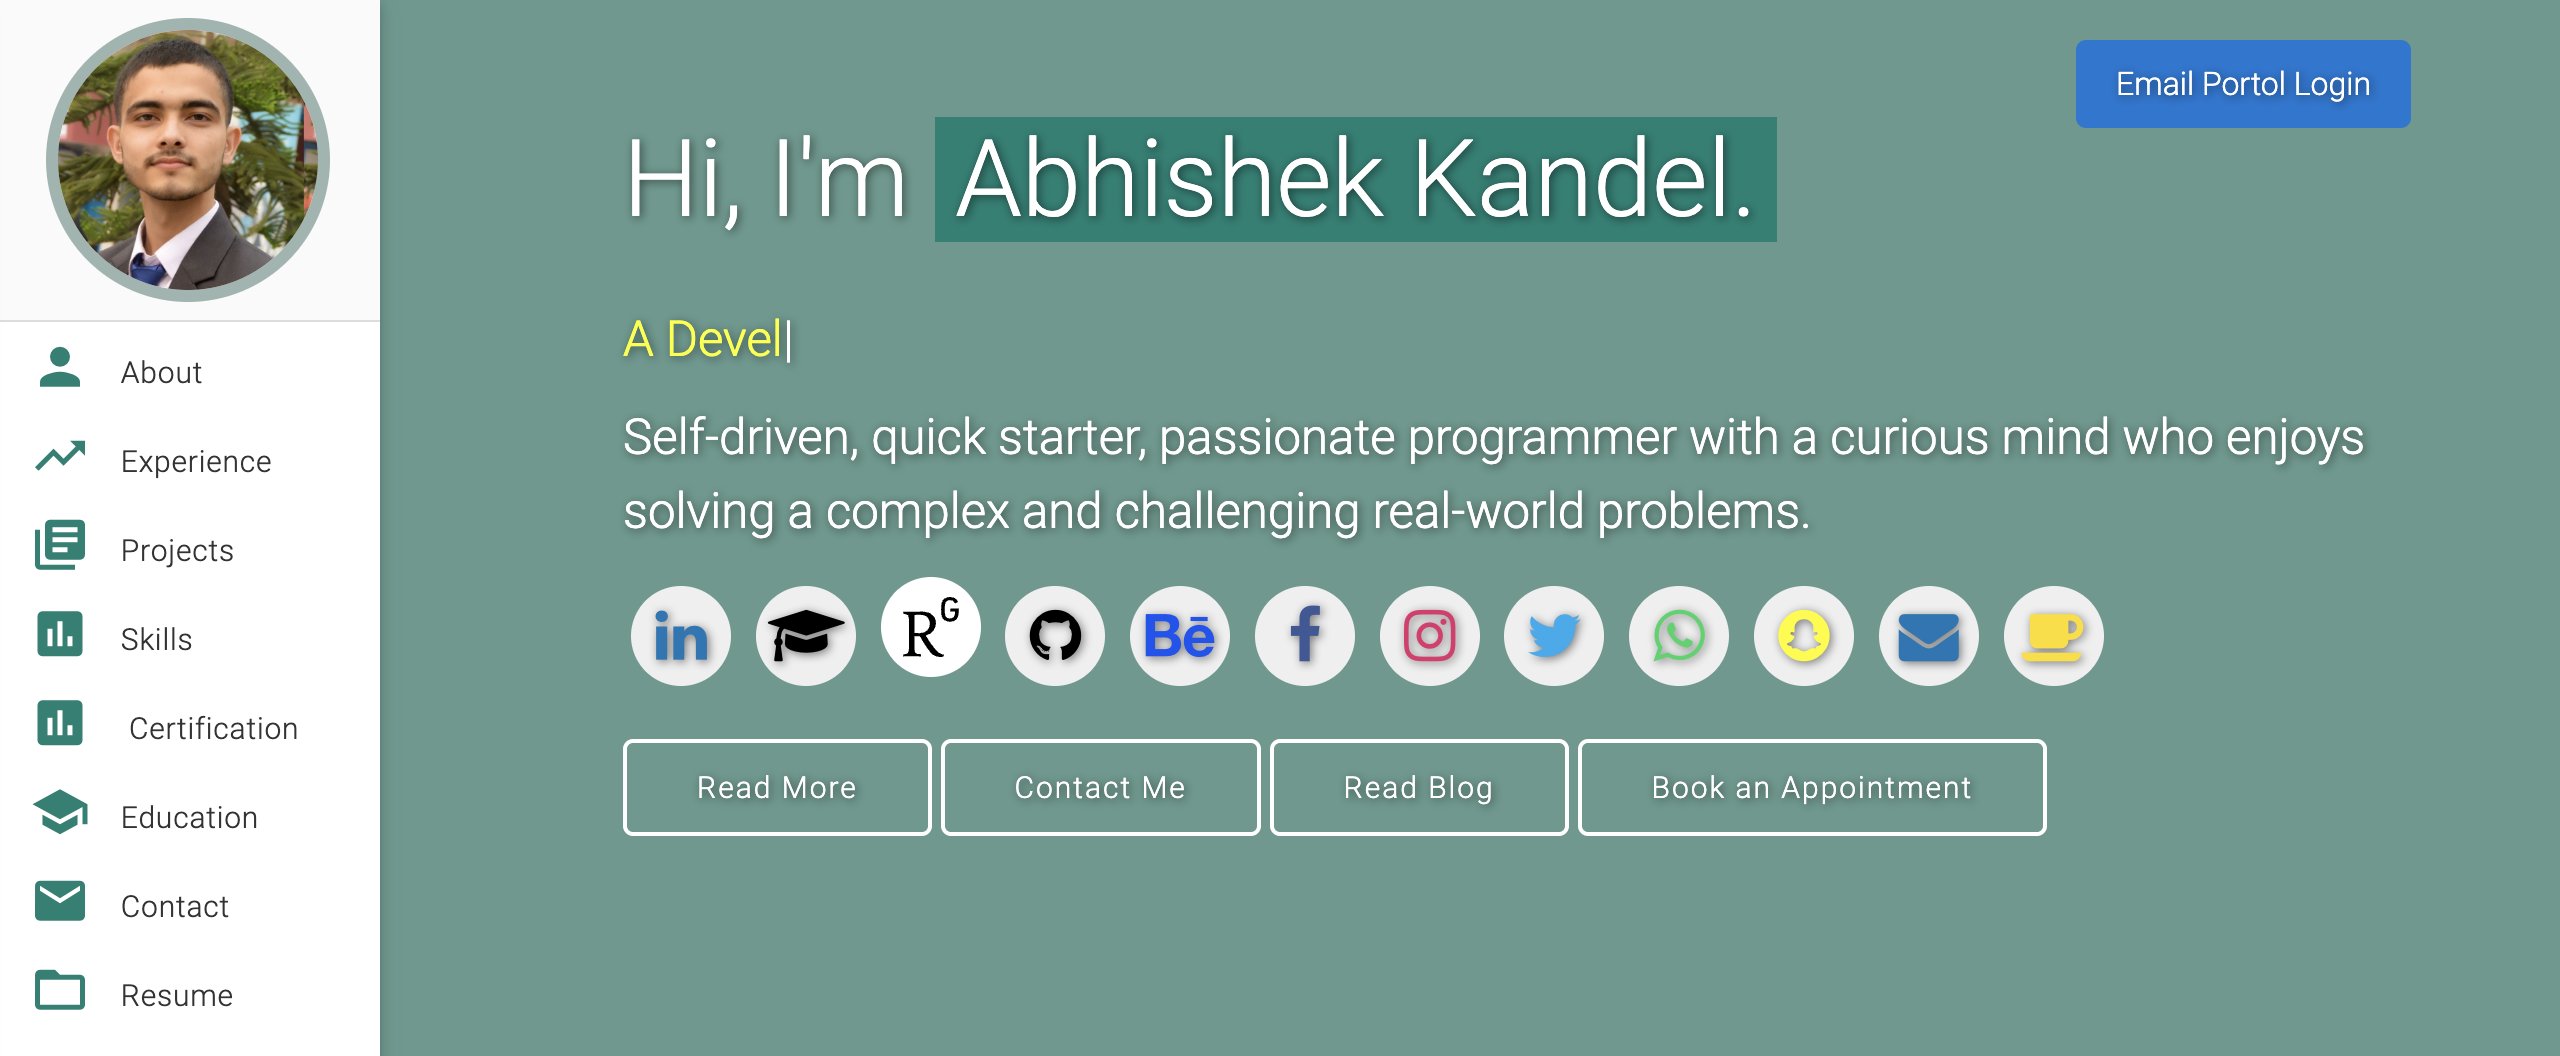 About
Experience
Projects
Skills
Certification
Education
Contact
Resume
Email Portol Login
Hi, I'm Abhishek Kandel.
A Devel
Self-driven, quick starter, passionate programmer with a curious mind who enjoys
solving a complex and challenging real-world problems.
in RG Bē f
Read More Contact Me Read Blog Book an Appointment